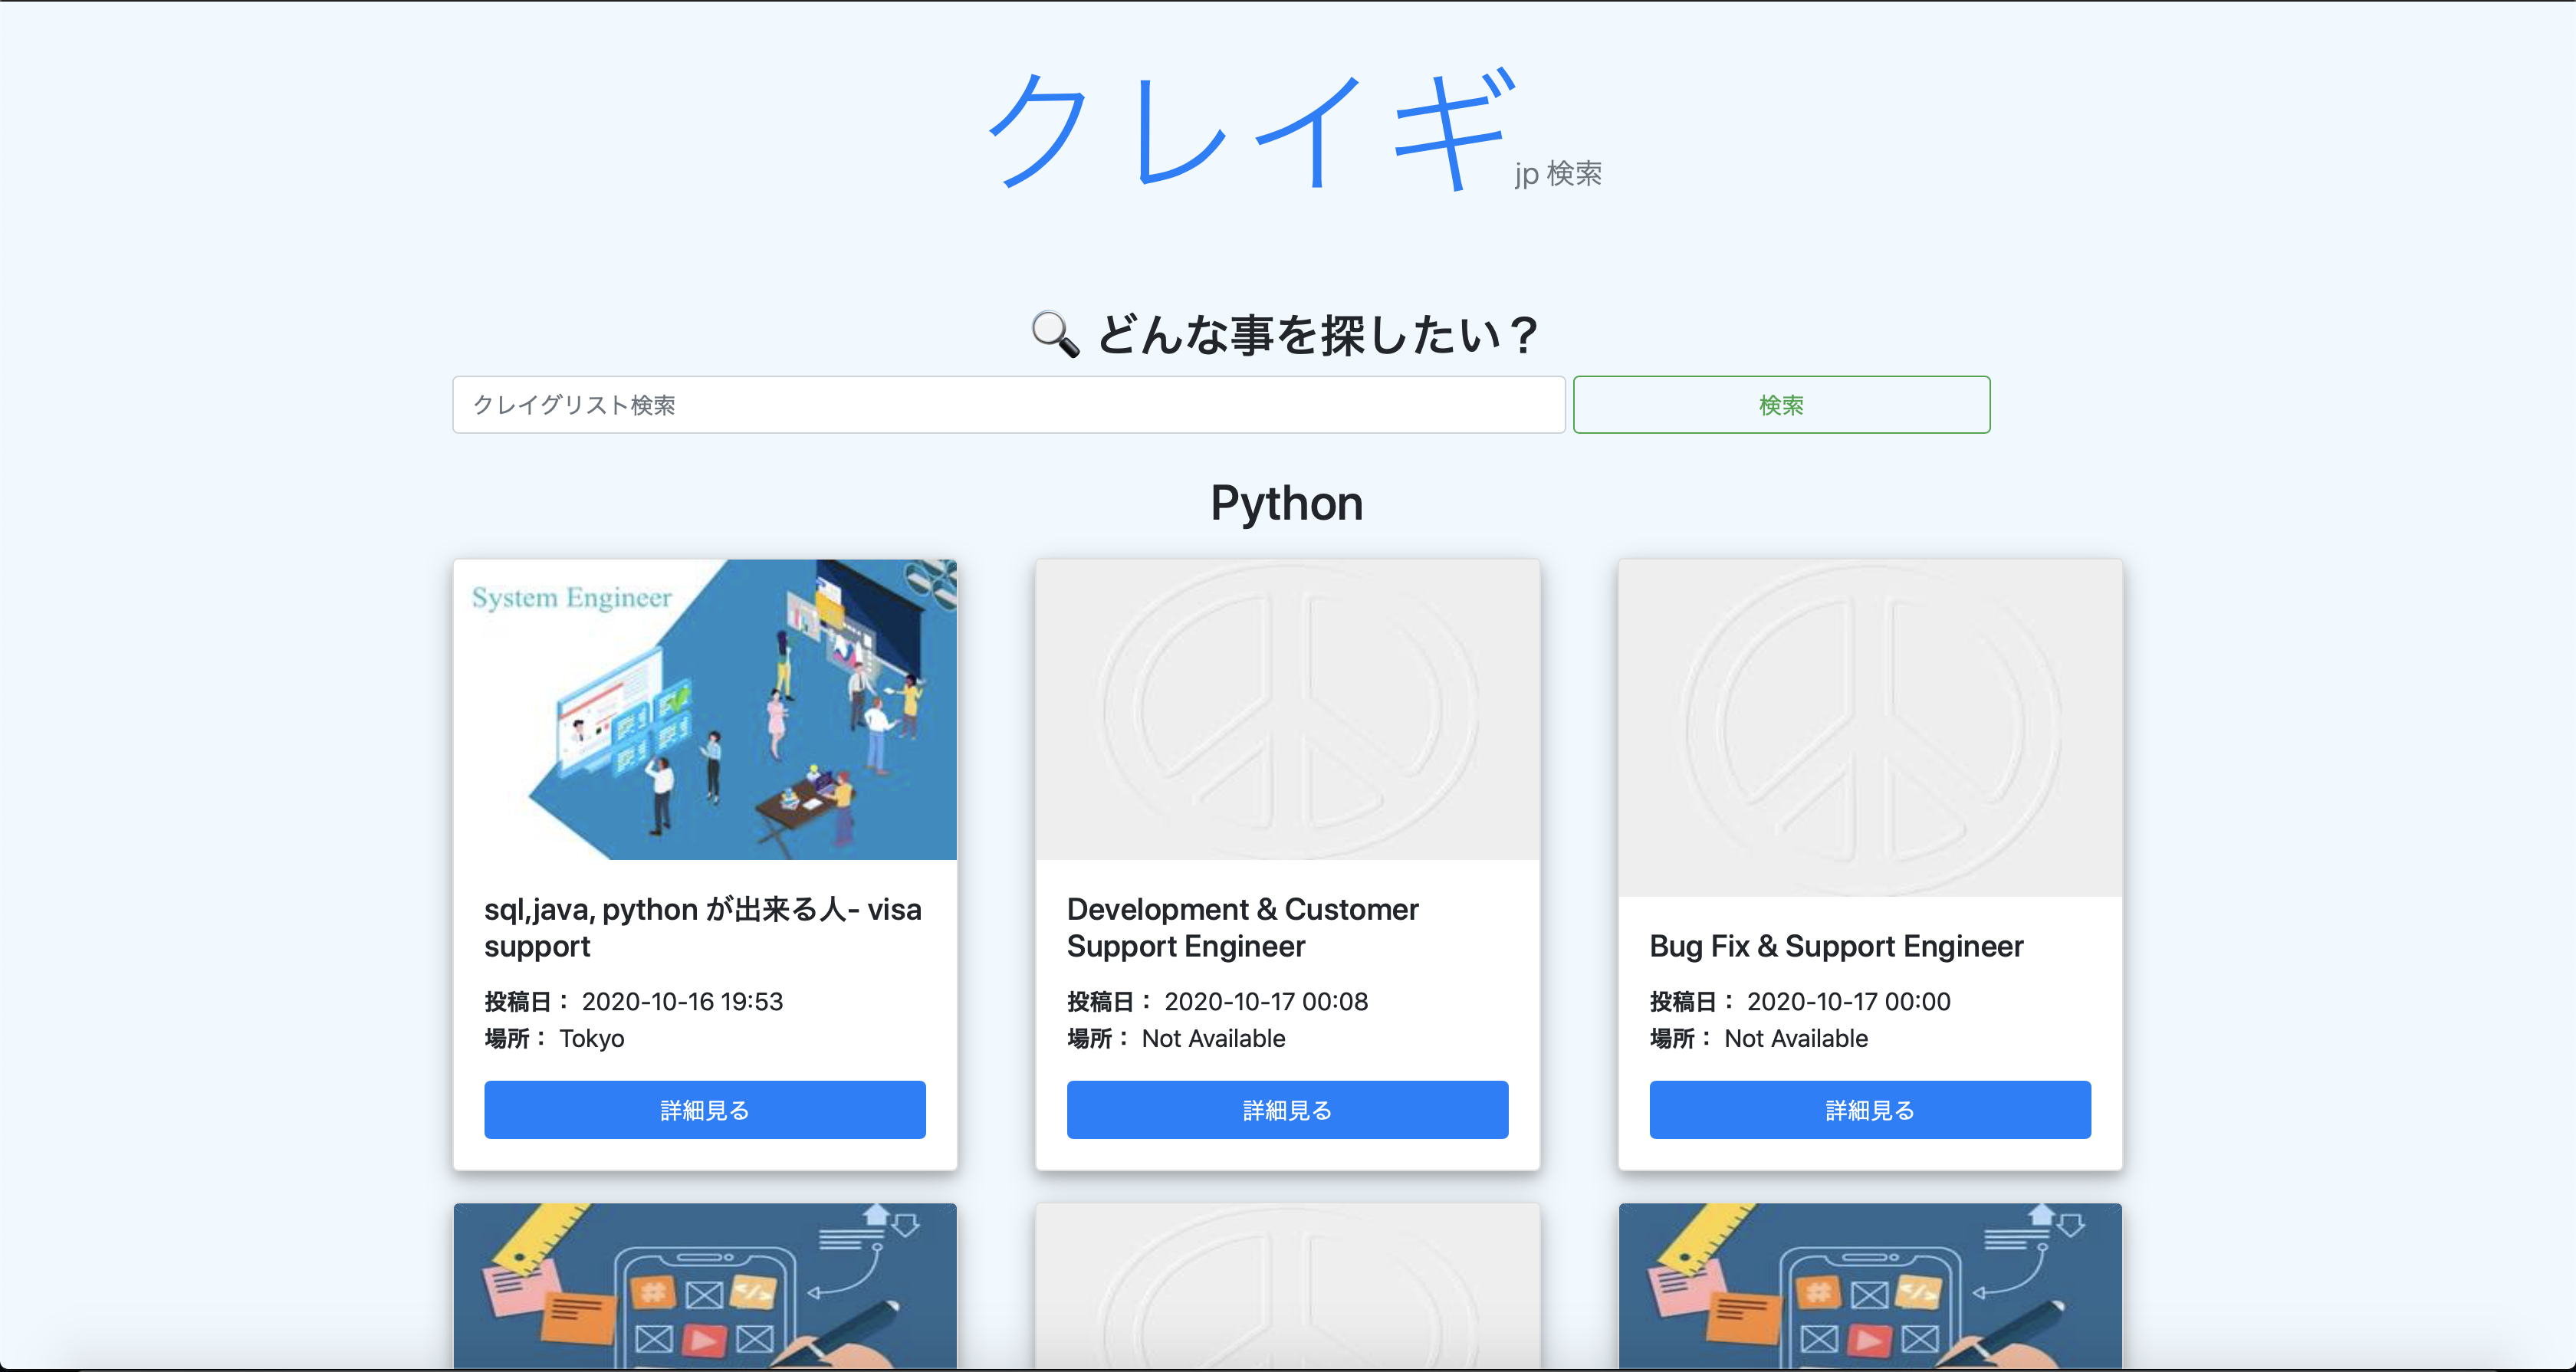 クレイギjp 検索
🔍 どんな事を探したい？
クレイグリスト検索
検索
Python
System Engineer
sql,java, python が出来る人- visa
support
投稿日： 2020-10-16 19:53
場所： Tokyo
詳細見る
Development & Customer
Support Engineer
投稿日： 2020-10-17 00:08
場所： Not Available
詳細見る
Bug Fix & Support Engineer
投稿日： 2020-10-17 00:00
場所： Not Available
詳細見る
#
</>
#
</>